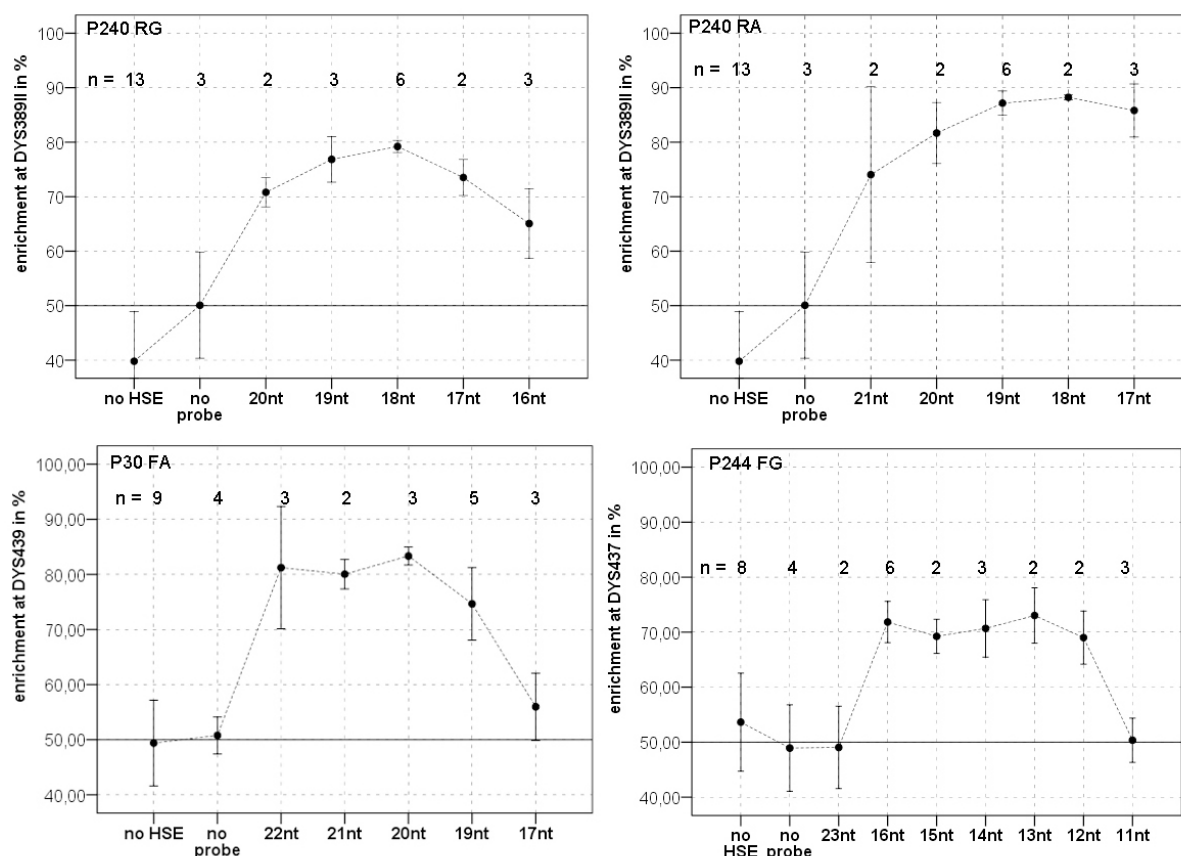 P240 RG
enrichment at DYS389II in %
100
90
80
70
60
50
40
n = 13 3 2 3 6 2 3
no HSE no probe 20nt 19nt 18nt 17nt 16nt
P240 RA
enrichment at DYS389II in %
100
90
80
70
60
50
40
n = 13 3 2 2 6 2 3
no HSE no probe 21nt 20nt 19nt 18nt 17nt
P30 FA
enrichment at DYS439 in %
100,00
90,00
80,00
70,00
60,00
50,00
40,00
n = 9 4 3 2 3 5 3
no HSE no probe 22nt 21nt 20nt 19nt 17nt
P244 FG
enrichment at DYS437 in %
100,00
90,00
80,00
70,00
60,00
50,00
40,00
n = 8 4 2 6 2 3 2 2 3
no HSE no probe 23nt 16nt 15nt 14nt 13nt 12nt 11nt